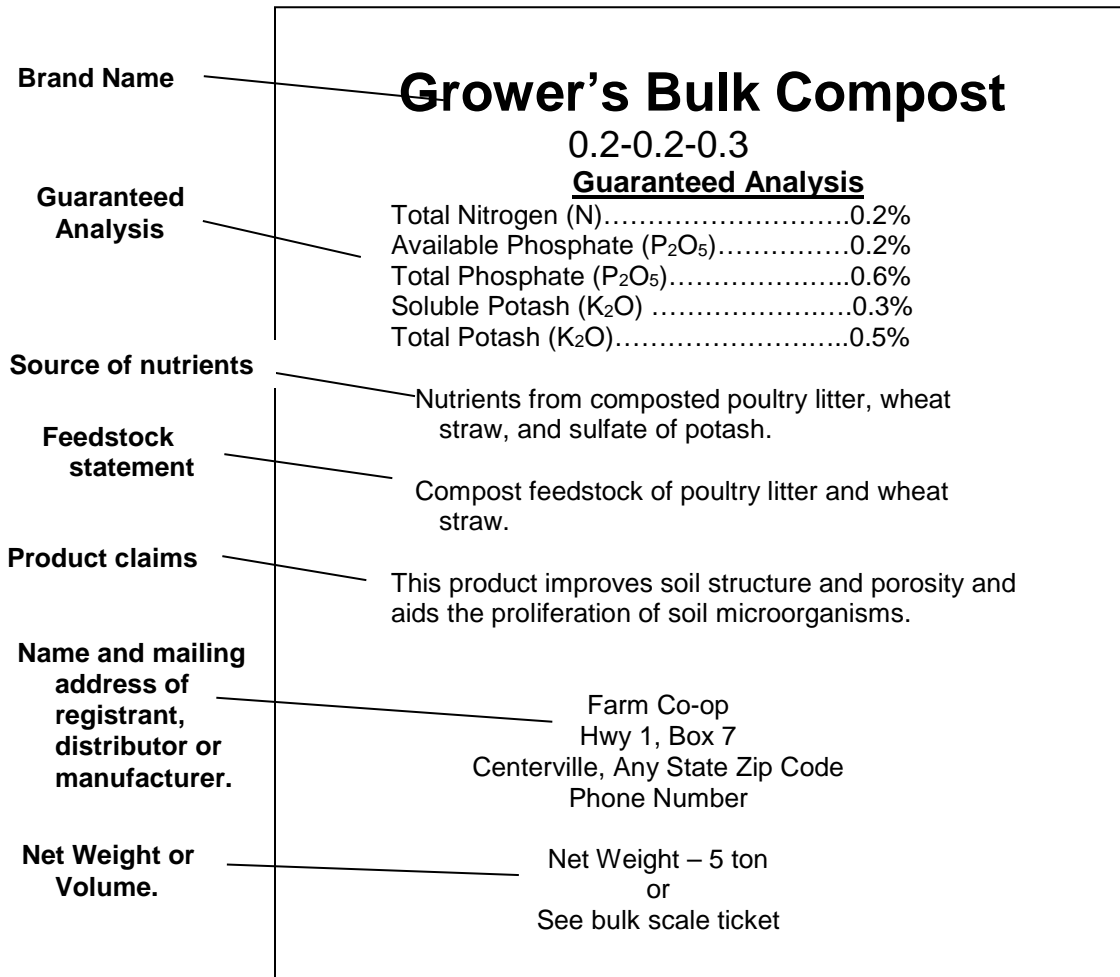 Brand Name
Grower’s Bulk Compost
0.2-0.2-0.3
Guaranteed Analysis
Guaranteed
Analysis
Total Nitrogen (N)……………………..0.2%
Available Phosphate (P₂O₅)……………0.2%
Total Phosphate (P₂O₅)………………...0.6%
Soluble Potash (K₂O) ………………..….0.3%
Total Potash (K₂O)………………….…..0.5%
Source of nutrients
Nutrients from composted poultry litter, wheat
straw, and sulfate of potash.
Feedstock
statement
Compost feedstock of poultry litter and wheat
straw.
Product claims
This product improves soil structure and porosity and
aids the proliferation of soil microorganisms.
Name and mailing
address of
registrant,
distributor or
manufacturer.
Farm Co-op
Hwy 1, Box 7
Centerville, Any State Zip Code
Phone Number
Net Weight or
Volume.
Net Weight – 5 ton
or
See bulk scale ticket